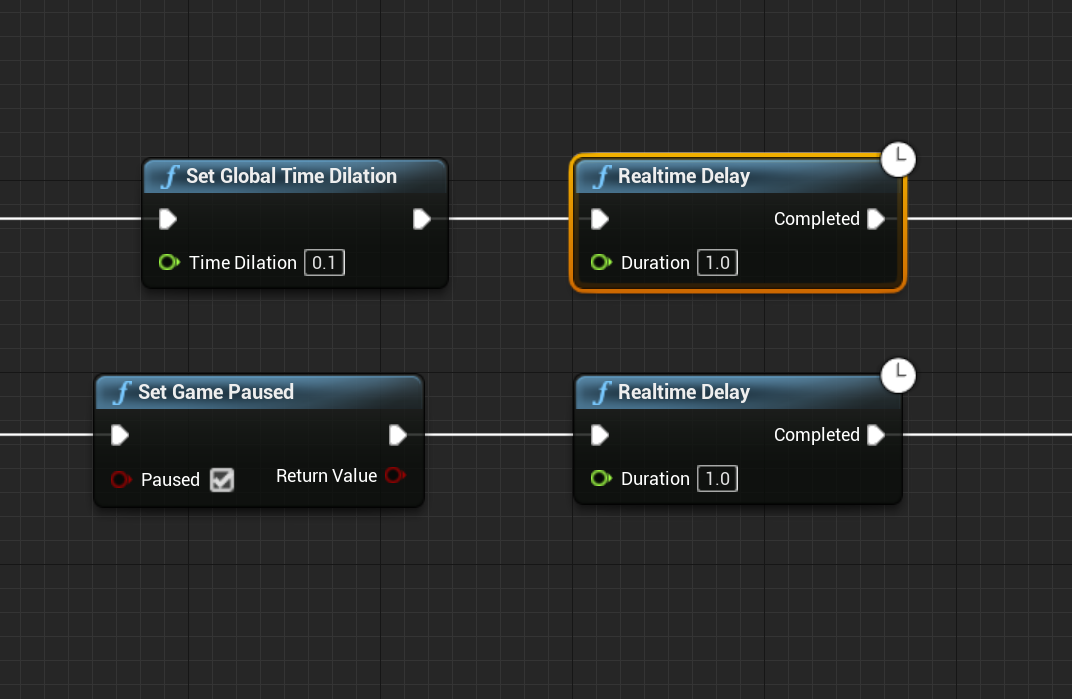 f Set Global Time Dilation
f Realtime Delay
Completed
Time Dilation 0.1
Duration 1.0
f Set Game Paused
f Realtime Delay
Completed
Paused
Return Value
Duration 1.0